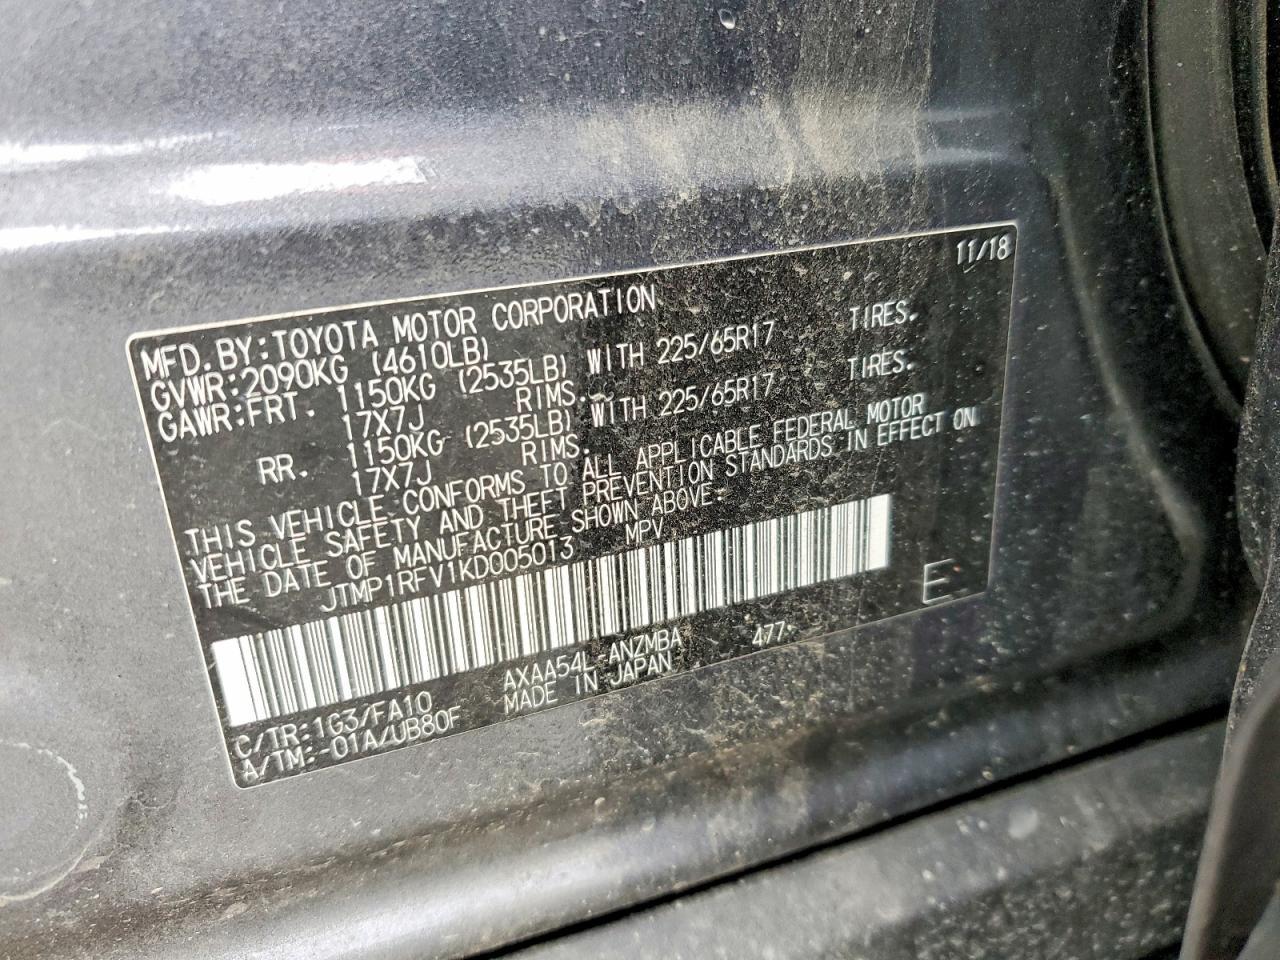 11/18
MFD.BY:TOYOTA MOTOR CORPORATION
GVWR:2090KG (4610LB)
GAWR:FRT. 1150KG (2535LB) WITH 225/65R17 TIRES.
17X7J RIMS.
RR. 1150KG (2535LB) WITH 225/65R17 TIRES.
17X7J RIMS.
THIS VEHICLE CONFORMS TO ALL APPLICABLE FEDERAL MOTOR
VEHICLE SAFETY AND THEFT PREVENTION STANDARDS IN EFFECT ON
THE DATE OF MANUFACTURE SHOWN ABOVE.
JTMP1RFV1KD005013 MPV
E
C/TR:1G3/FA10 AXAA54L-ANZMBA 477
A/TM:-01A/UB80F MADE IN JAPAN